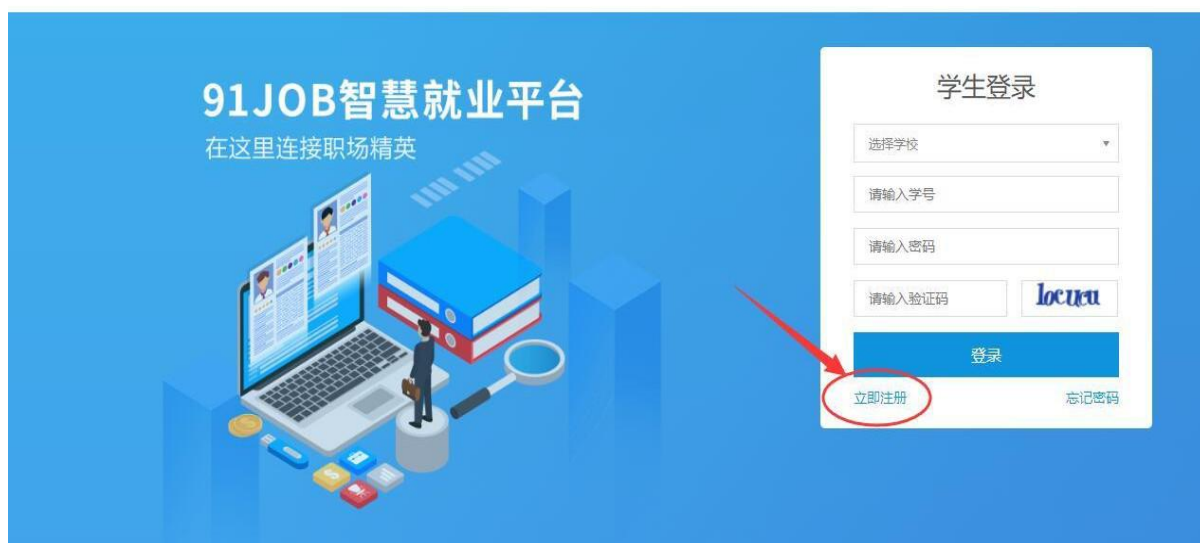 91JOB智慧就业平台
在这里连接职场精英
学生登录
选择学校
请输入学号
请输入密码
请输入验证码
locucu
登录
立即注册
忘记密码